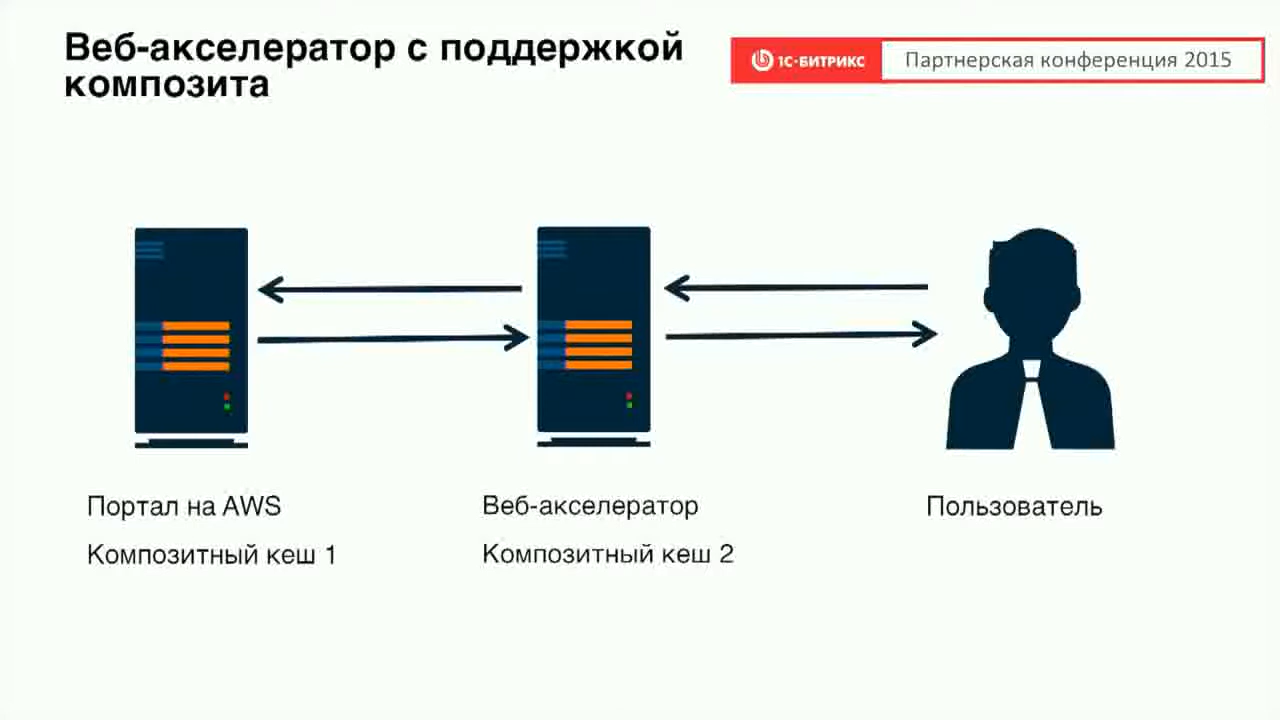 Веб-акселератор с поддержкой
композита
1С-БИТРИКС
Партнерская конференция 2015
Портал на AWS
Композитный кеш 1
Веб-акселератор
Композитный кеш 2
Пользователь